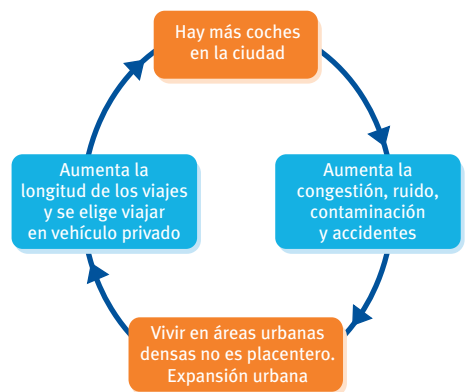 Hay más coches
en la ciudad
Aumenta la
congestión, ruido,
contaminación
y accidentes
Vivir en áreas urbanas
densas no es placentero.
Expansión urbana
Aumenta la
longitud de los viajes
y se elige viajar
en vehículo privado